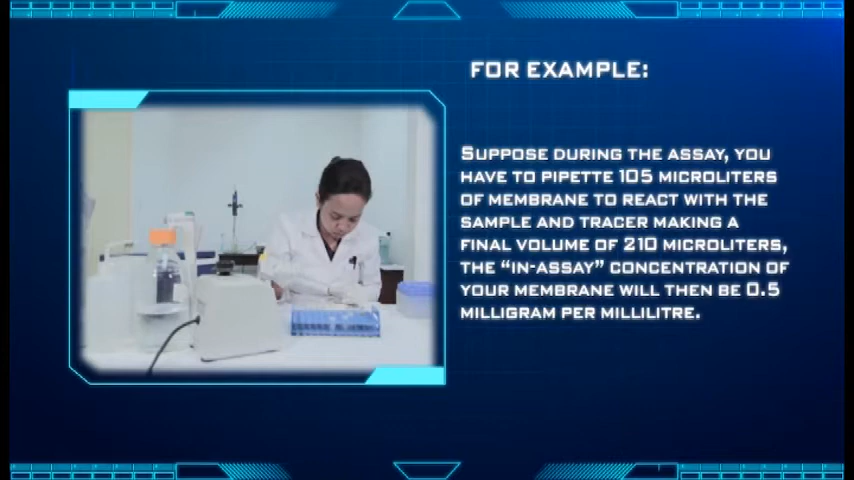 FOR EXAMPLE:
SUPPOSE DURING THE ASSAY, YOU
HAVE TO PIPETTE 105 MICROLITERS
OF MEMBRANE TO REACT WITH THE
SAMPLE AND TRACER MAKING A
FINAL VOLUME OF 210 MICROLITERS,
THE “IN-ASSAY” CONCENTRATION OF
YOUR MEMBRANE WILL THEN BE 0.5
MILLIGRAM PER MILLILITRE.